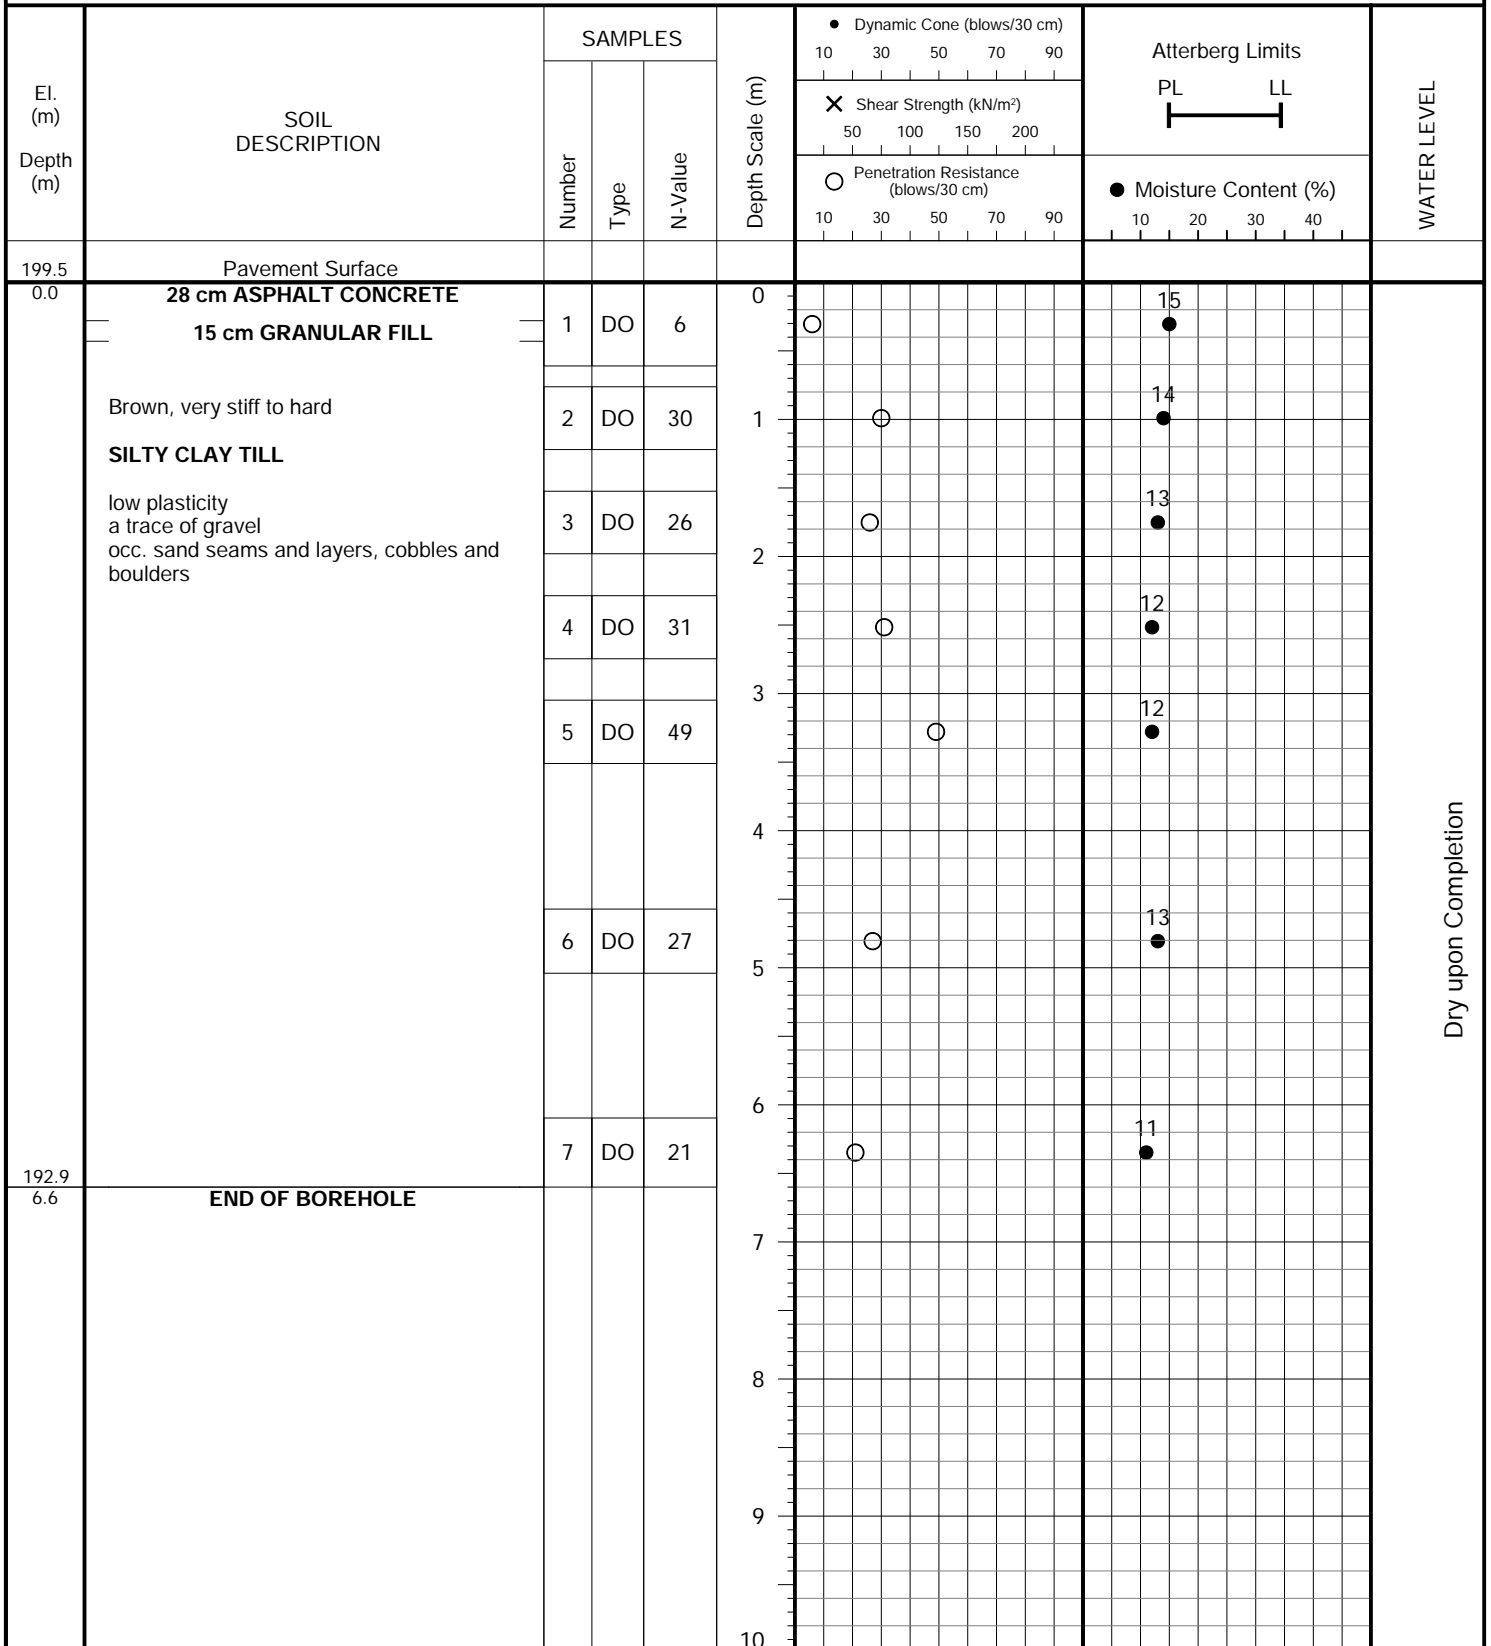 El.
(m)
Depth
(m)
SOIL
DESCRIPTION
SAMPLES
Number
Type
N-Value
Depth Scale (m)
● Dynamic Cone (blows/30 cm)
10 30 50 70 90
✕ Shear Strength (kN/m²)
50 100 150 200
○ Penetration Resistance
(blows/30 cm)
10 30 50 70 90
Atterberg Limits
PL LL
● Moisture Content (%)
10 20 30 40
WATER LEVEL
199.5 Pavement Surface
0.0 28 cm ASPHALT CONCRETE 0 15
15 cm GRANULAR FILL 1 DO 6
14
Brown, very stiff to hard
2 DO 30 1
SILTY CLAY TILL
low plasticity 13
a trace of gravel 3 DO 26
occ. sand seams and layers, cobbles and 2
boulders
12
4 DO 31
3
12
5 DO 49
4
13
6 DO 27
5
Dry upon Completion
6
11
7 DO 21
192.9
6.6 END OF BOREHOLE
7
8
9
10